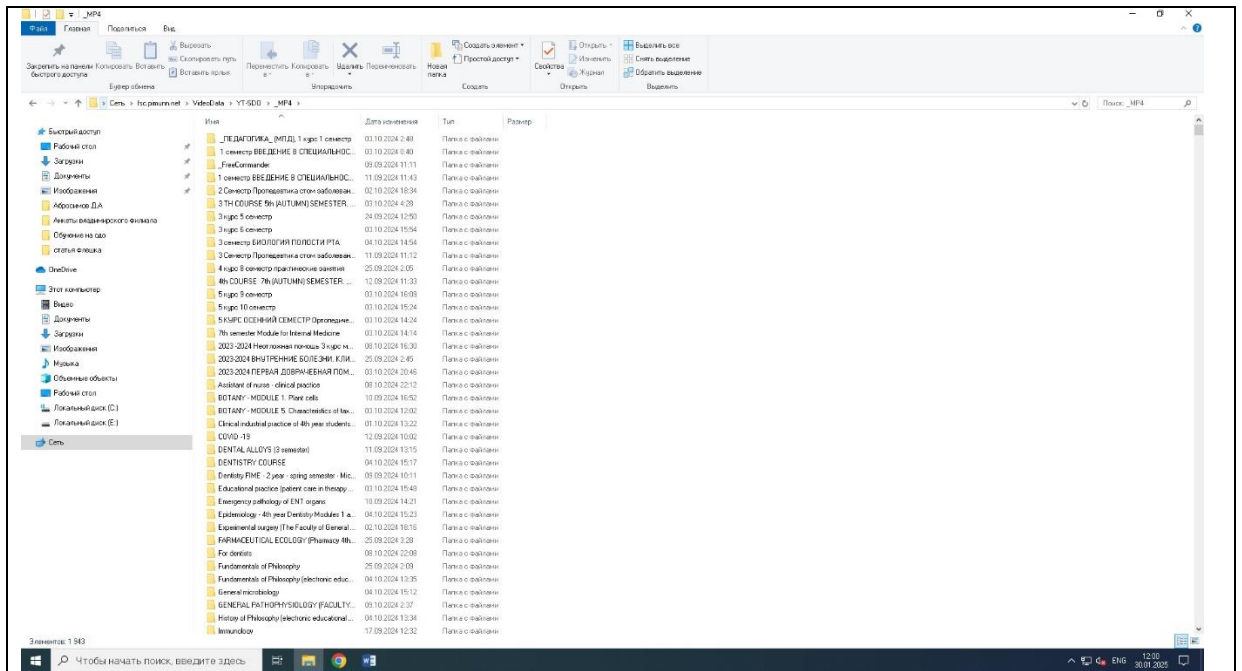 _MP4
Файл Главная Поделиться Вид
Закрепить на панели быстрого доступа
Копировать
Вставить
Вырезать
Скопировать путь
Вставить ярлык
Переместить в
Копировать в
Удалить
Переименовать
Новая папка
Создать элемент
Простой доступ
Свойства
Открыть
Изменить
Журнал
Выделить все
Снять выделение
Обратить выделение
Буфер обмена Упорядочить Создать Открыть Выделить
Сеть > fsc.pimunn.net > VideoData > YT-SDO > _MP4 >
Поиск: _MP4
Быстрый доступ
Рабочий стол
Загрузки
Документы
Изображения
Абросимов Д.А
Анкеты владимирского филиала
Обучение на сдо
статья флешка
OneDrive
Этот компьютер
Видео
Документы
Загрузки
Изображения
Музыка
Объемные объекты
Рабочий стол
Локальный диск (C:)
Локальный диск (E:)
Сеть
Имя Дата изменения Тип Размер
_ПЕДАГОГИКА_ (МПД), 1 курс 1 семестр 03.10.2024 2:48 Папка с файлами
1 семестр ВВЕДЕНИЕ В СПЕЦИАЛЬНОС... 03.10.2024 0:40 Папка с файлами
_FreeCommander 09.09.2024 11:11 Папка с файлами
1 семестр ВВЕДЕНИЕ В СПЕЦИАЛЬНОС... 11.09.2024 11:43 Папка с файлами
2 Семестр Пропедевтика стом заболеван... 02.10.2024 18:34 Папка с файлами
3 TH COURSE 5th (AUTUMN) SEMESTER. ... 03.10.2024 4:28 Папка с файлами
3 курс 5 семестр 24.09.2024 12:50 Папка с файлами
3 курс 6 семестр 03.10.2024 15:54 Папка с файлами
3 семестр БИОЛОГИЯ ПОЛОСТИ РТА 04.10.2024 14:54 Папка с файлами
3 Семестр Пропедевтика стом заболеван... 11.09.2024 11:12 Папка с файлами
4 курс 8 семестр практические занятия 25.09.2024 2:05 Папка с файлами
4th COURSE 7th (AUTUMN) SEMESTER. ... 12.09.2024 11:33 Папка с файлами
5 курс 9 семестр 03.10.2024 16:09 Папка с файлами
5 курс 10 семестр 03.10.2024 15:24 Папка с файлами
5 КУРС ОСЕННИЙ СЕМЕСТР Ортопедиче... 03.10.2024 14:24 Папка с файлами
7th semester Module for Internal Medicine 03.10.2024 14:14 Папка с файлами
2023 -2024 Неотложная помощь 3 курс м... 08.10.2024 16:30 Папка с файлами
2023-2024 ВНУТРЕННИЕ БОЛЕЗНИ. КЛИ... 25.09.2024 2:45 Папка с файлами
2023-2024 ПЕРВАЯ ДОВРАЧЕБНАЯ ПОМ... 03.10.2024 20:46 Папка с файлами
Assistant of nurse - clinical practice 08.10.2024 22:12 Папка с файлами
BOTANY - MODULE 1. Plant cells 10.09.2024 16:52 Папка с файлами
BOTANY - MODULE 5. Characteristics of tax... 03.10.2024 12:02 Папка с файлами
Clinical industrial practice of 4th year students... 01.10.2024 13:22 Папка с файлами
COVID -19 12.09.2024 10:02 Папка с файлами
DENTAL ALLOYS (3 semester) 11.09.2024 13:15 Папка с файлами
DENTISTRY COURSE 04.10.2024 15:17 Папка с файлами
Dentistry FIME - 2 year - spring semester - Mic... 09.09.2024 10:11 Папка с файлами
Educational practice (patient care in therapy ... 03.10.2024 15:48 Папка с файлами
Emergency pathology of ENT organs 18.09.2024 14:21 Папка с файлами
Epidemiology - 4th year Dentistry Modules 1 a... 04.10.2024 15:23 Папка с файлами
Experimental surgery (The Faculty of General... 02.10.2024 18:16 Папка с файлами
FARMACEUTICAL ECOLOGY (Pharmacy 4th... 25.09.2024 3:28 Папка с файлами
For dentists 08.10.2024 22:08 Папка с файлами
Fundamentals of Philosophy 25.09.2024 2:09 Папка с файлами
Fundamentals of Philosophy (electronic educ... 04.10.2024 13:35 Папка с файлами
General microbiology 04.10.2024 15:12 Папка с файлами
GENERAL PATHOPHYSIOLOGY (FACULTY... 09.10.2024 2:37 Папка с файлами
History of Philosophy (electronic educational ... 04.10.2024 13:34 Папка с файлами
Immunology 17.09.2024 12:32 Папка с файлами
Элементов: 1 943
Чтобы начать поиск, введите здесь
ENG
12:00
30.01.2025